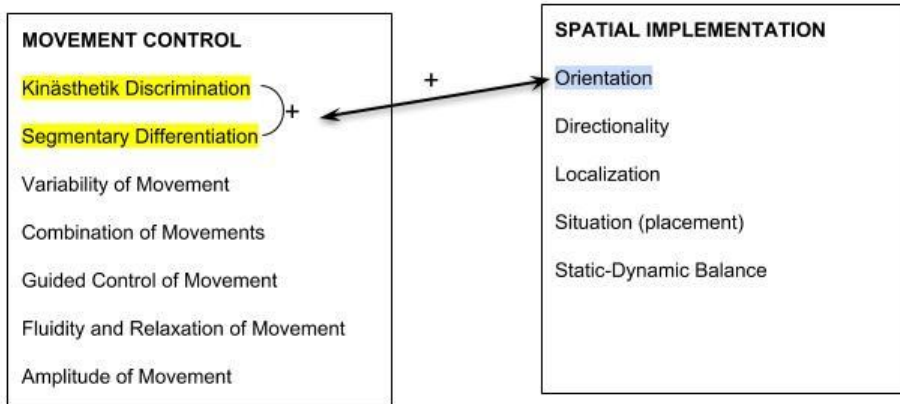 MOVEMENT CONTROL
Kinästhetik Discrimination
+
Segmentary Differentiation
Variability of Movement
Combination of Movements
Guided Control of Movement
Fluidity and Relaxation of Movement
Amplitude of Movement
+
SPATIAL IMPLEMENTATION
Orientation
Directionality
Localization
Situation (placement)
Static-Dynamic Balance